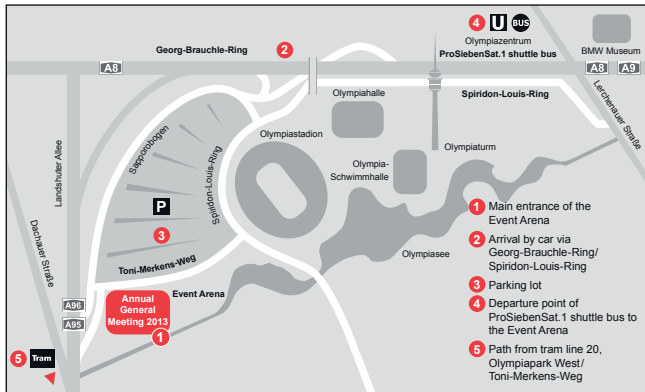 4 U BUS
Olympiazentrum
ProSiebenSat.1 shuttle bus
BMW Museum
Georg-Brauchle-Ring
2
A8
A8
A9
Spiridon-Louis-Ring
Lerchenauer Straße
Olympiahalle
Olympiastadion
Olympiaturm
Olympia-
Schwimmhalle
Sapporobogen
Spiridon-Louis-Ring
Landshuter Allee
P
3
Toni-Merkens-Weg
Dachauer Straße
Olympiasee
Event Arena
Annual
General
Meeting 2013
1
A96
A95
5 Tram
1 Main entrance of the
Event Arena
2 Arrival by car via
Georg-Brauchle-Ring/
Spiridon-Louis-Ring
3 Parking lot
4 Departure point of
ProSiebenSat.1 shuttle bus to
the Event Arena
5 Path from tram line 20,
Olympiapark West/
Toni-Merkens-Weg